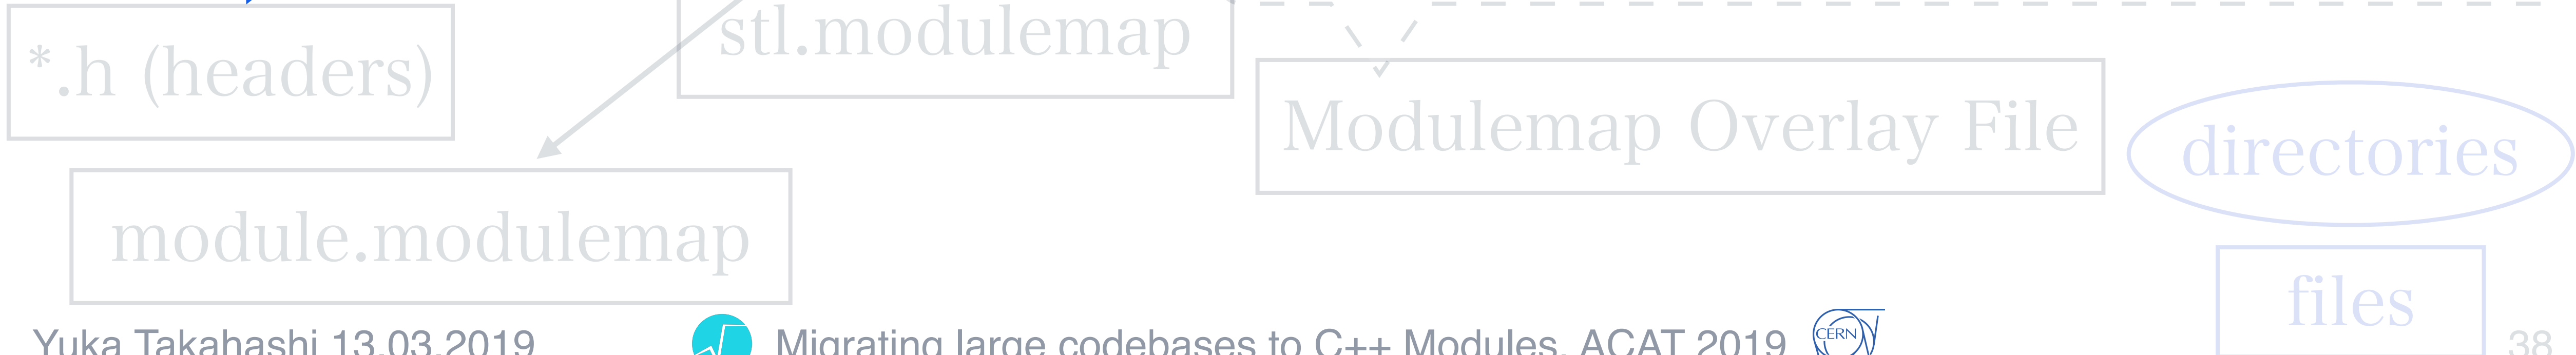 stl.modulemap
*.h (headers)
Modulemap Overlay File
directories
module.modulemap
files
Yuka Takahashi 13.03.2019
Migrating large codebases to C++ Modules, ACAT 2019
CERN
38